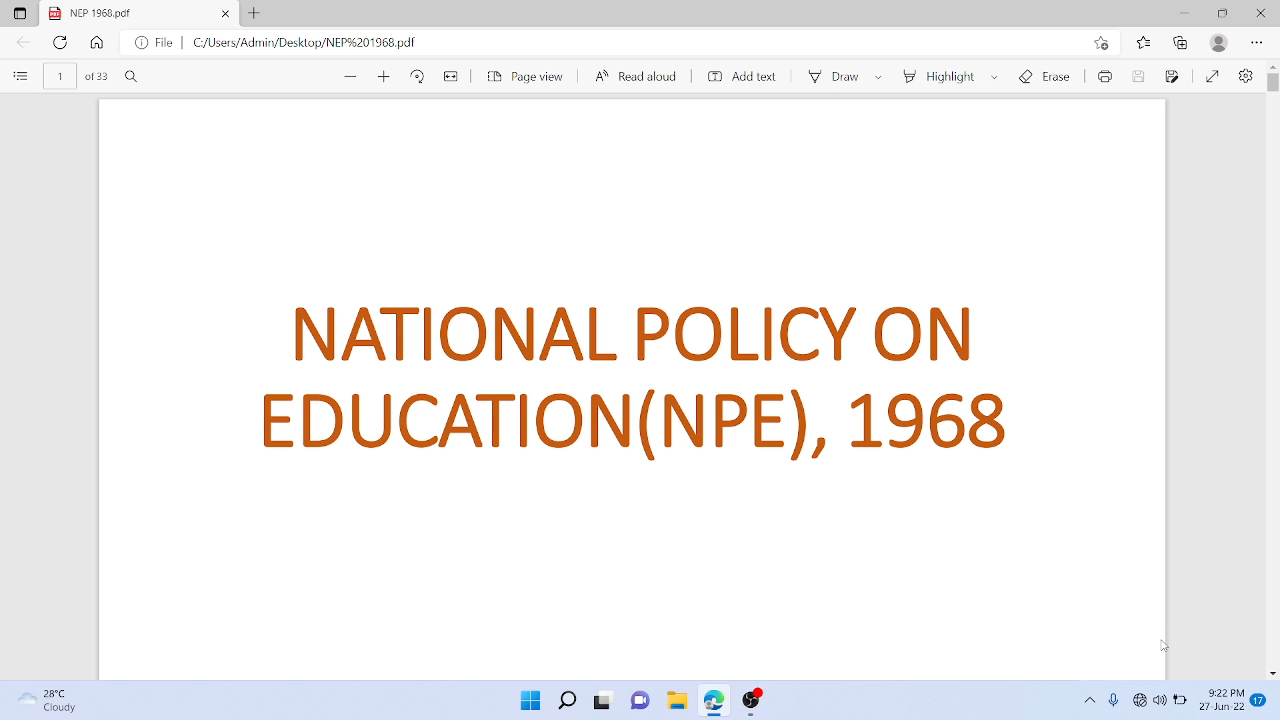 NEP 1968.pdf
File C:/Users/Admin/Desktop/NEP%201968.pdf
1 of 33 Page view Read aloud Add text Draw Highlight Erase
NATIONAL POLICY ON
EDUCATION(NPE), 1968
28°C
Cloudy
9:22 PM
27-Jun-22
17